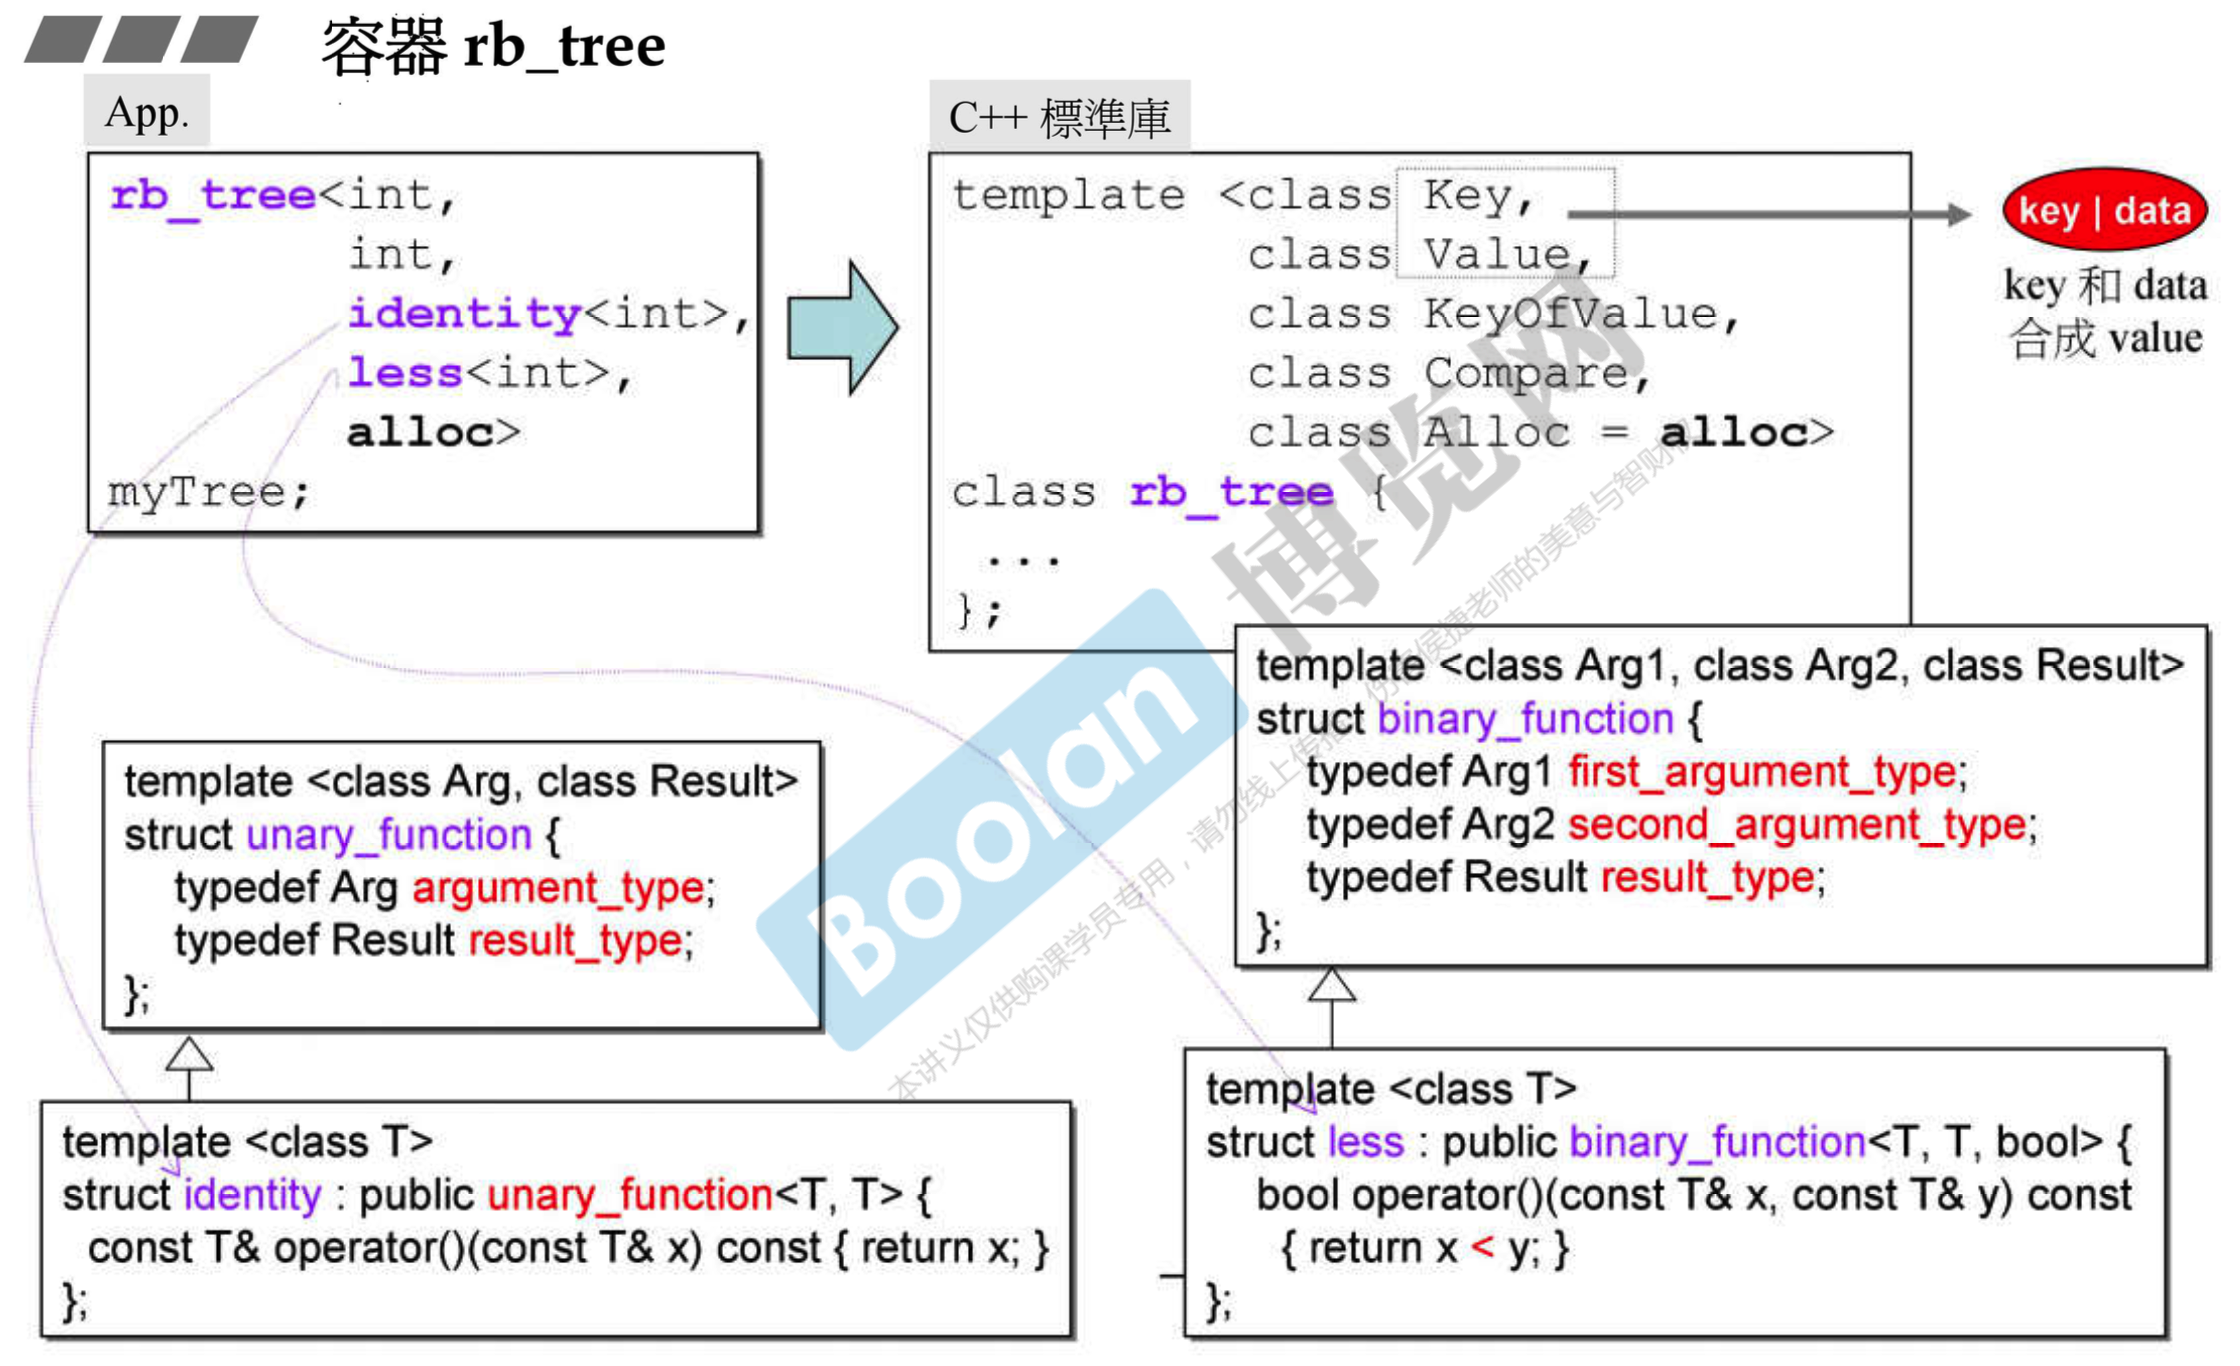 容器 rb_tree
App.
rb_tree<int,
int,
identity<int>,
less<int>,
alloc>
myTree;
C++ 標準庫
template <class Key,
class Value,
class KeyOfValue,
class Compare,
class Alloc = alloc>
class rb_tree {
...
};
key | data
key 和 data
合成 value
template <class Arg1, class Arg2, class Result>
struct binary_function {
typedef Arg1 first_argument_type;
typedef Arg2 second_argument_type;
typedef Result result_type;
};
template <class Arg, class Result>
struct unary_function {
typedef Arg argument_type;
typedef Result result_type;
};
template <class T>
struct identity : public unary_function<T, T> {
const T& operator()(const T& x) const { return x; }
};
template <class T>
struct less : public binary_function<T, T, bool> {
bool operator()(const T& x, const T& y) const
{ return x < y; }
};
Boolan 博览网
本讲义仅供购课学员专用，请勿线上传播 侯捷老师的美意与智财